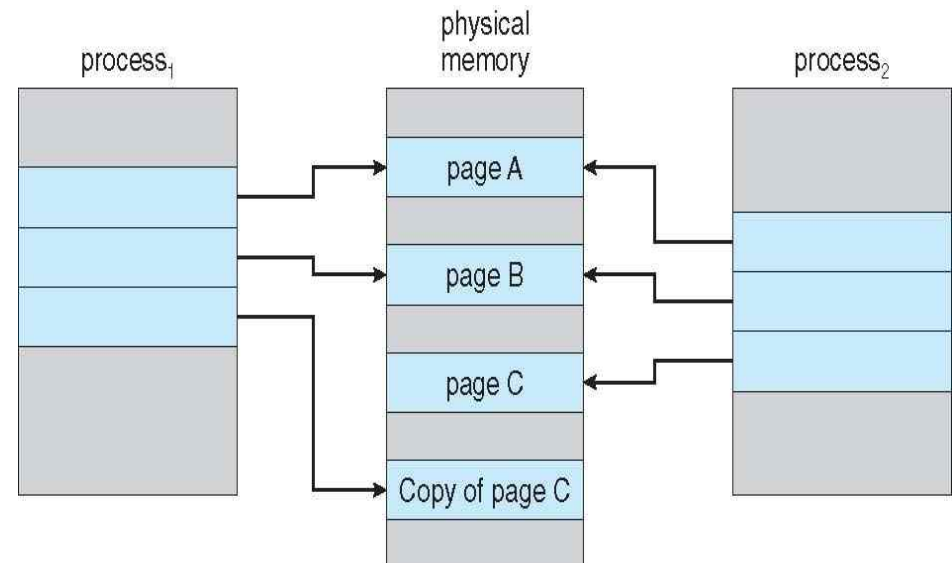 process₁
physical
memory
process₂
page A
page B
page C
Copy of page C